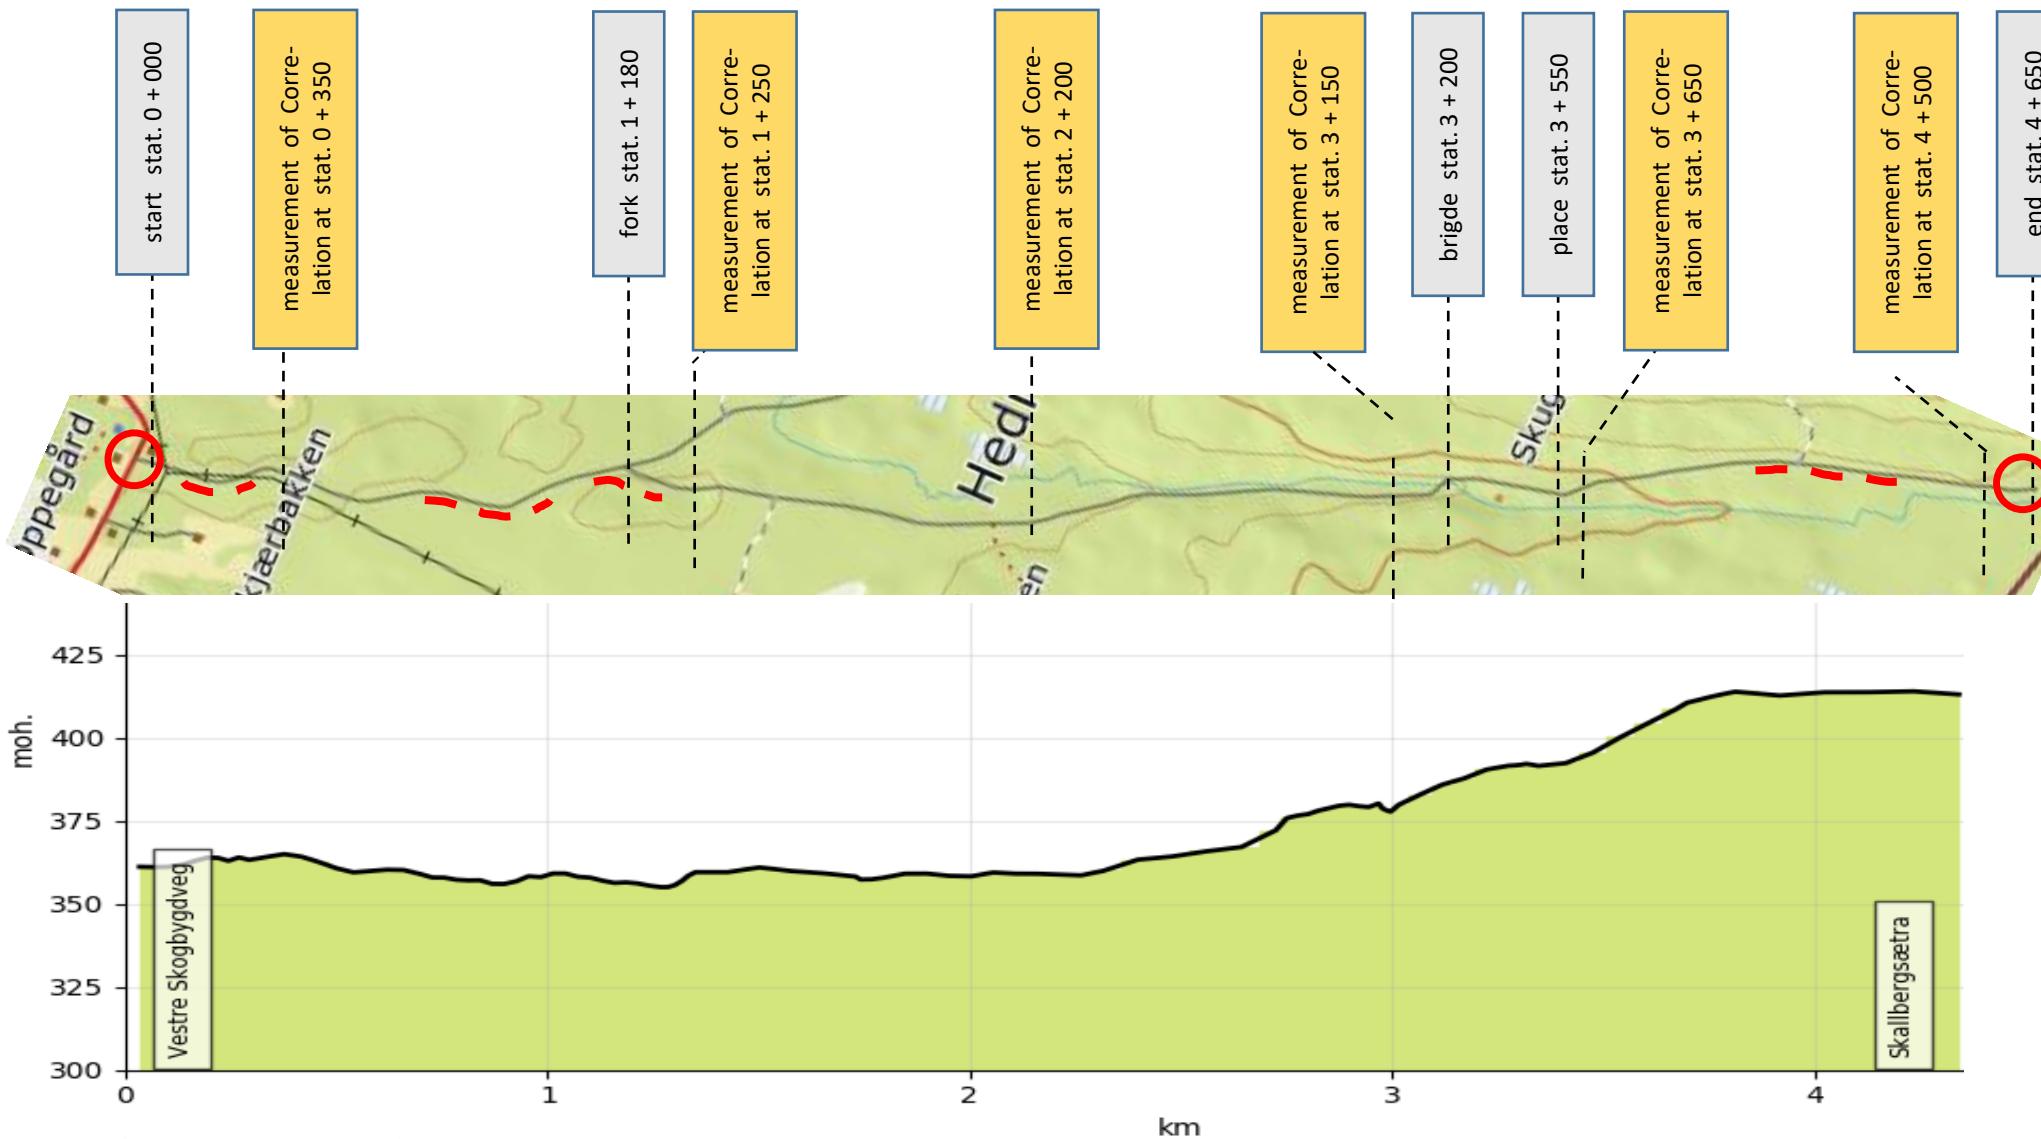 start stat. 0 + 000
measurement of Corre-
lation at stat. 0 + 350
fork stat. 1 + 180
measurement of Corre-
lation at stat. 1 + 250
measurement of Corre-
lation at stat. 2 + 200
measurement of Corre-
lation at stat. 3 + 150
brigde stat. 3 + 200
place stat. 3 + 550
measurement of Corre-
lation at stat. 3 + 650
measurement of Corre-
lation at stat. 4 + 500
end stat. 4 + 650
ppegård
kjærbakken
Hedl
en
Skug
425
400
375
350
325
300
moh.
Vestre Skogbygdveg
Skallbergsætra
0
1
2
3
4
km